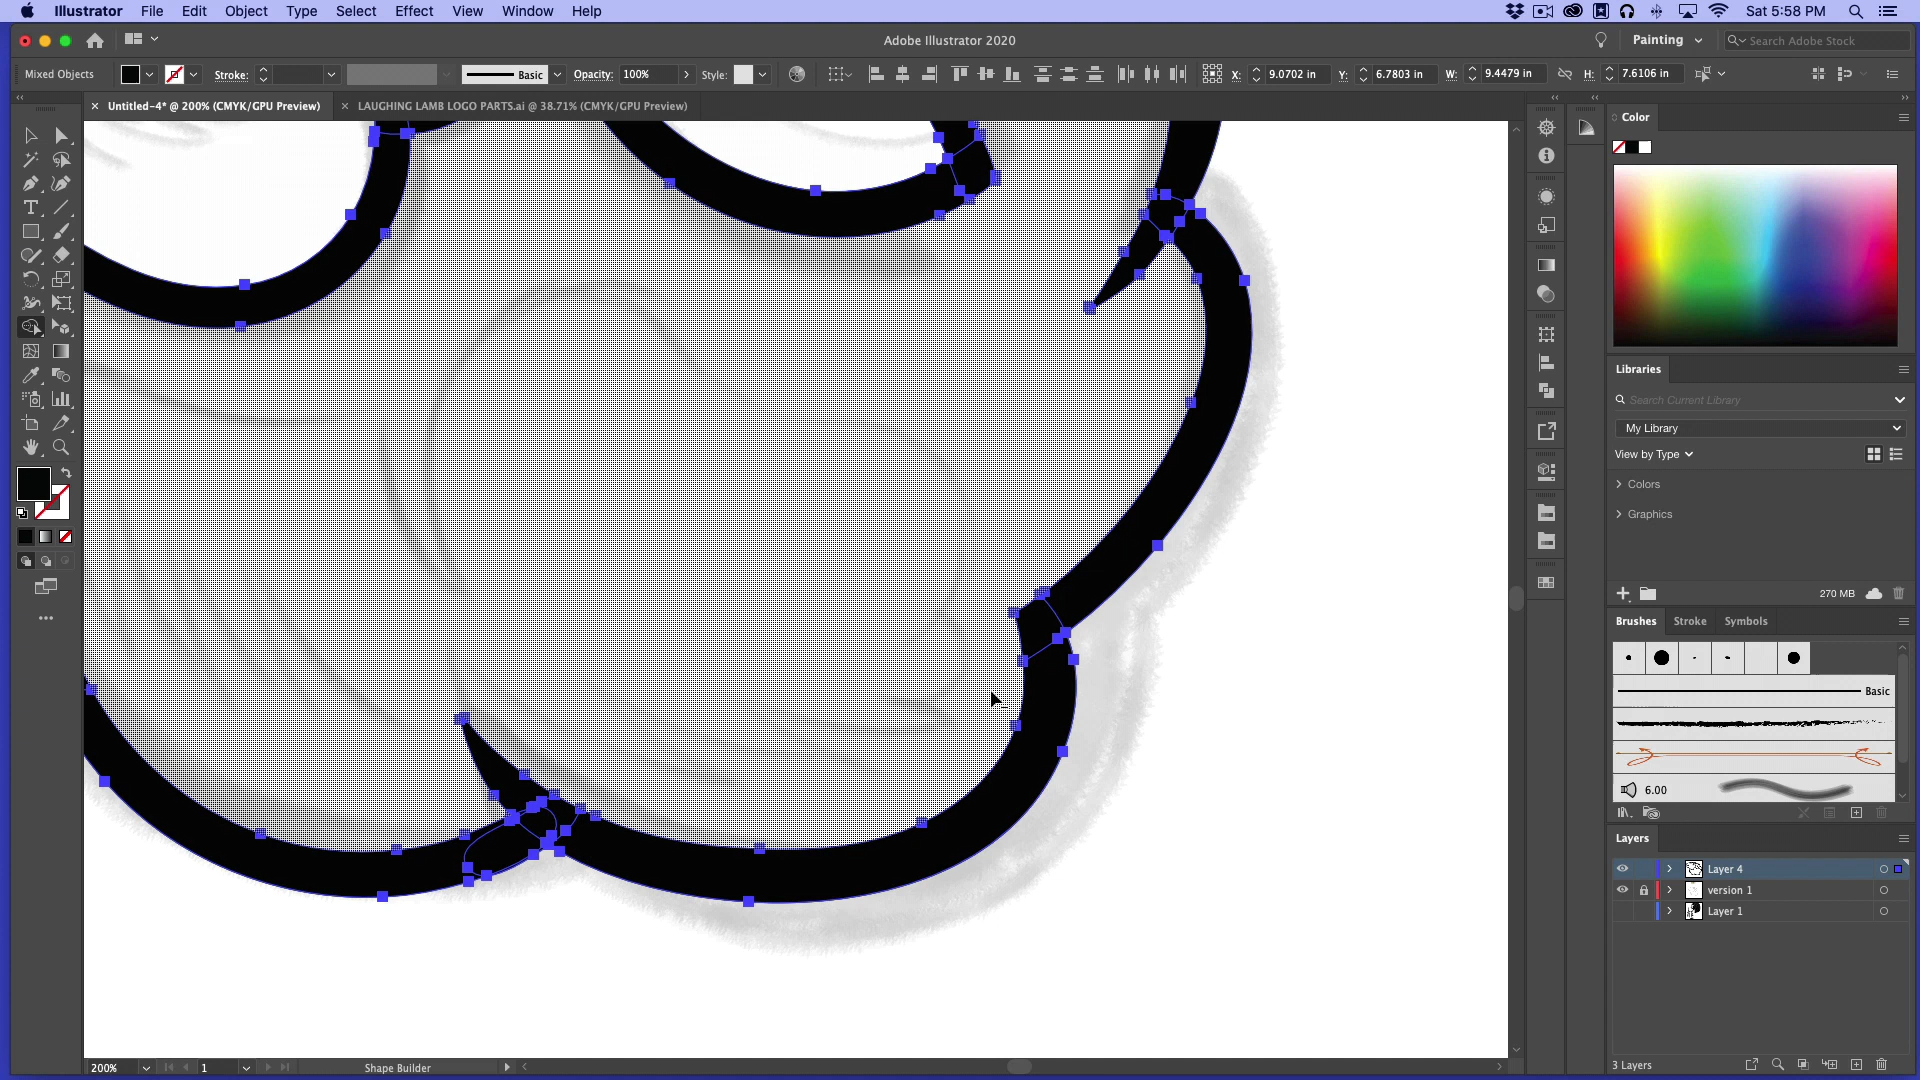 Illustrator File Edit Object Type Select Effect View Window Help Sat 5:58 PM
Adobe Illustrator 2020 Painting Search Adobe Stock
Mixed Objects Stroke: Basic Opacity: 100% Style: X: 9.0702 in Y: 6.7803 in W: 9.4479 in H: 7.6106 in
Untitled-4* @ 200% (CMYK/GPU Preview) LAUGHING LAMB LOGO PARTS.ai @ 38.71% (CMYK/GPU Preview)
Color
Libraries
Search Current Library
My Library
View by Type
Colors
Graphics
270 MB
Brushes Stroke Symbols
Basic
6.00
Layers
Layer 4
version 1
Layer 1
3 Layers
200% 1 Shape Builder